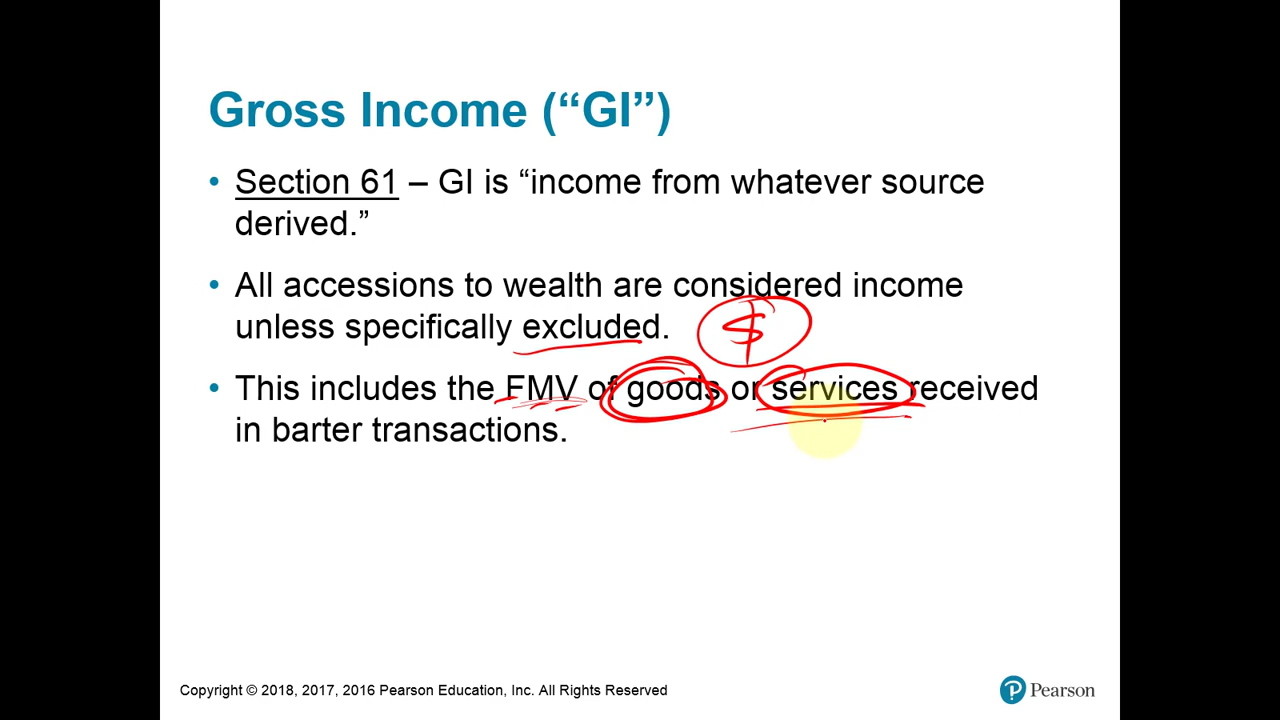 Gross Income (“GI”)
• Section 61 – GI is “income from whatever source
derived.”
• All accessions to wealth are considered income
unless specifically excluded.
$
• This includes the FMV of goods or services received
in barter transactions.
Copyright © 2018, 2017, 2016 Pearson Education, Inc. All Rights Reserved
P Pearson